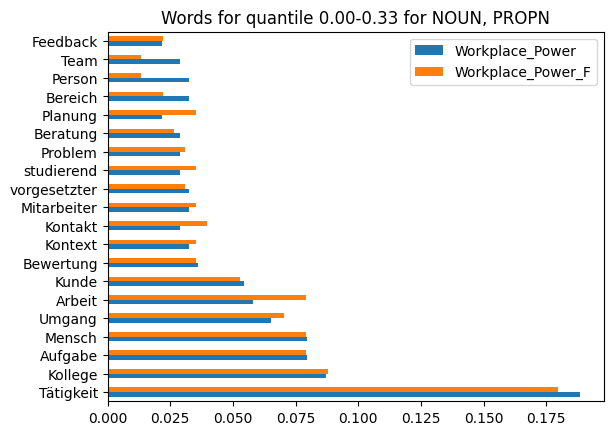 Words for quantile 0.00-0.33 for NOUN, PROPN
Workplace_Power
Workplace_Power_F
Feedback
Team
Person
Bereich
Planung
Beratung
Problem
studierend
vorgesetzter
Mitarbeiter
Kontakt
Kontext
Bewertung
Kunde
Arbeit
Umgang
Mensch
Aufgabe
Kollege
Tätigkeit
0.000 0.025 0.050 0.075 0.100 0.125 0.150 0.175